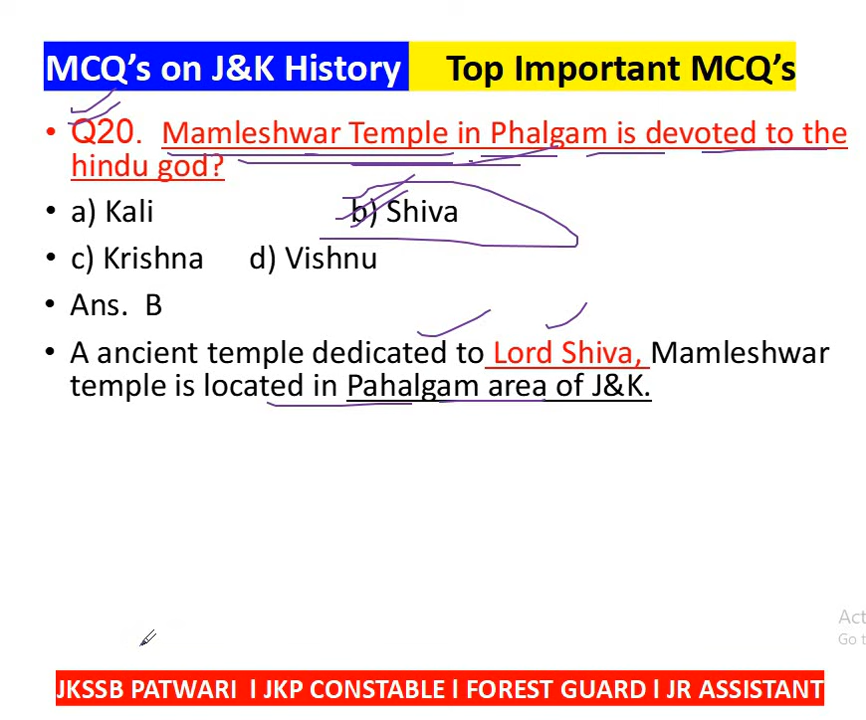 MCQ's on J&K History Top Important MCQ's
• Q20. Mamleshwar Temple in Phalgam is devoted to the
hindu god?
• a) Kali b) Shiva
• c) Krishna d) Vishnu
• Ans. B
• A ancient temple dedicated to Lord Shiva, Mamleshwar
temple is located in Pahalgam area of J&K.
Act
Go t
JKSSB PATWARI l JKP CONSTABLE l FOREST GUARD l JR ASSISTANT